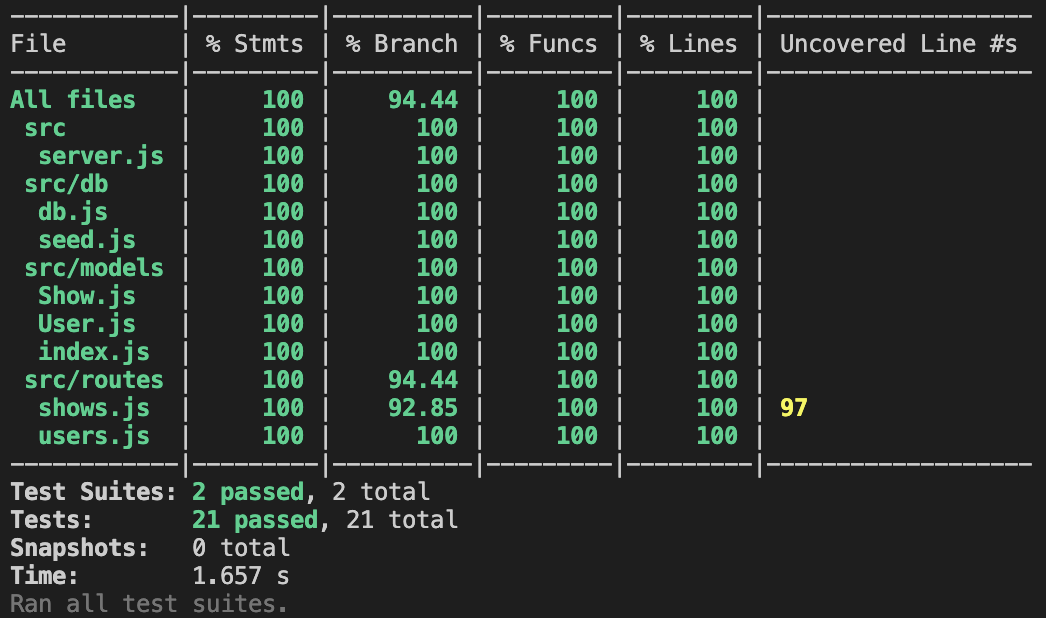 ------------|---------|----------|---------|---------|-------------------
File | % Stmts | % Branch | % Funcs | % Lines | Uncovered Line #s
------------|---------|----------|---------|---------|-------------------
All files | 100 | 94.44 | 100 | 100 |
src | 100 | 100 | 100 | 100 |
server.js | 100 | 100 | 100 | 100 |
src/db | 100 | 100 | 100 | 100 |
db.js | 100 | 100 | 100 | 100 |
seed.js | 100 | 100 | 100 | 100 |
src/models | 100 | 100 | 100 | 100 |
Show.js | 100 | 100 | 100 | 100 |
User.js | 100 | 100 | 100 | 100 |
index.js | 100 | 100 | 100 | 100 |
src/routes | 100 | 94.44 | 100 | 100 |
shows.js | 100 | 92.85 | 100 | 100 | 97
users.js | 100 | 100 | 100 | 100 |
------------|---------|----------|---------|---------|-------------------
Test Suites: 2 passed, 2 total
Tests: 21 passed, 21 total
Snapshots: 0 total
Time: 1.657 s
Ran all test suites.